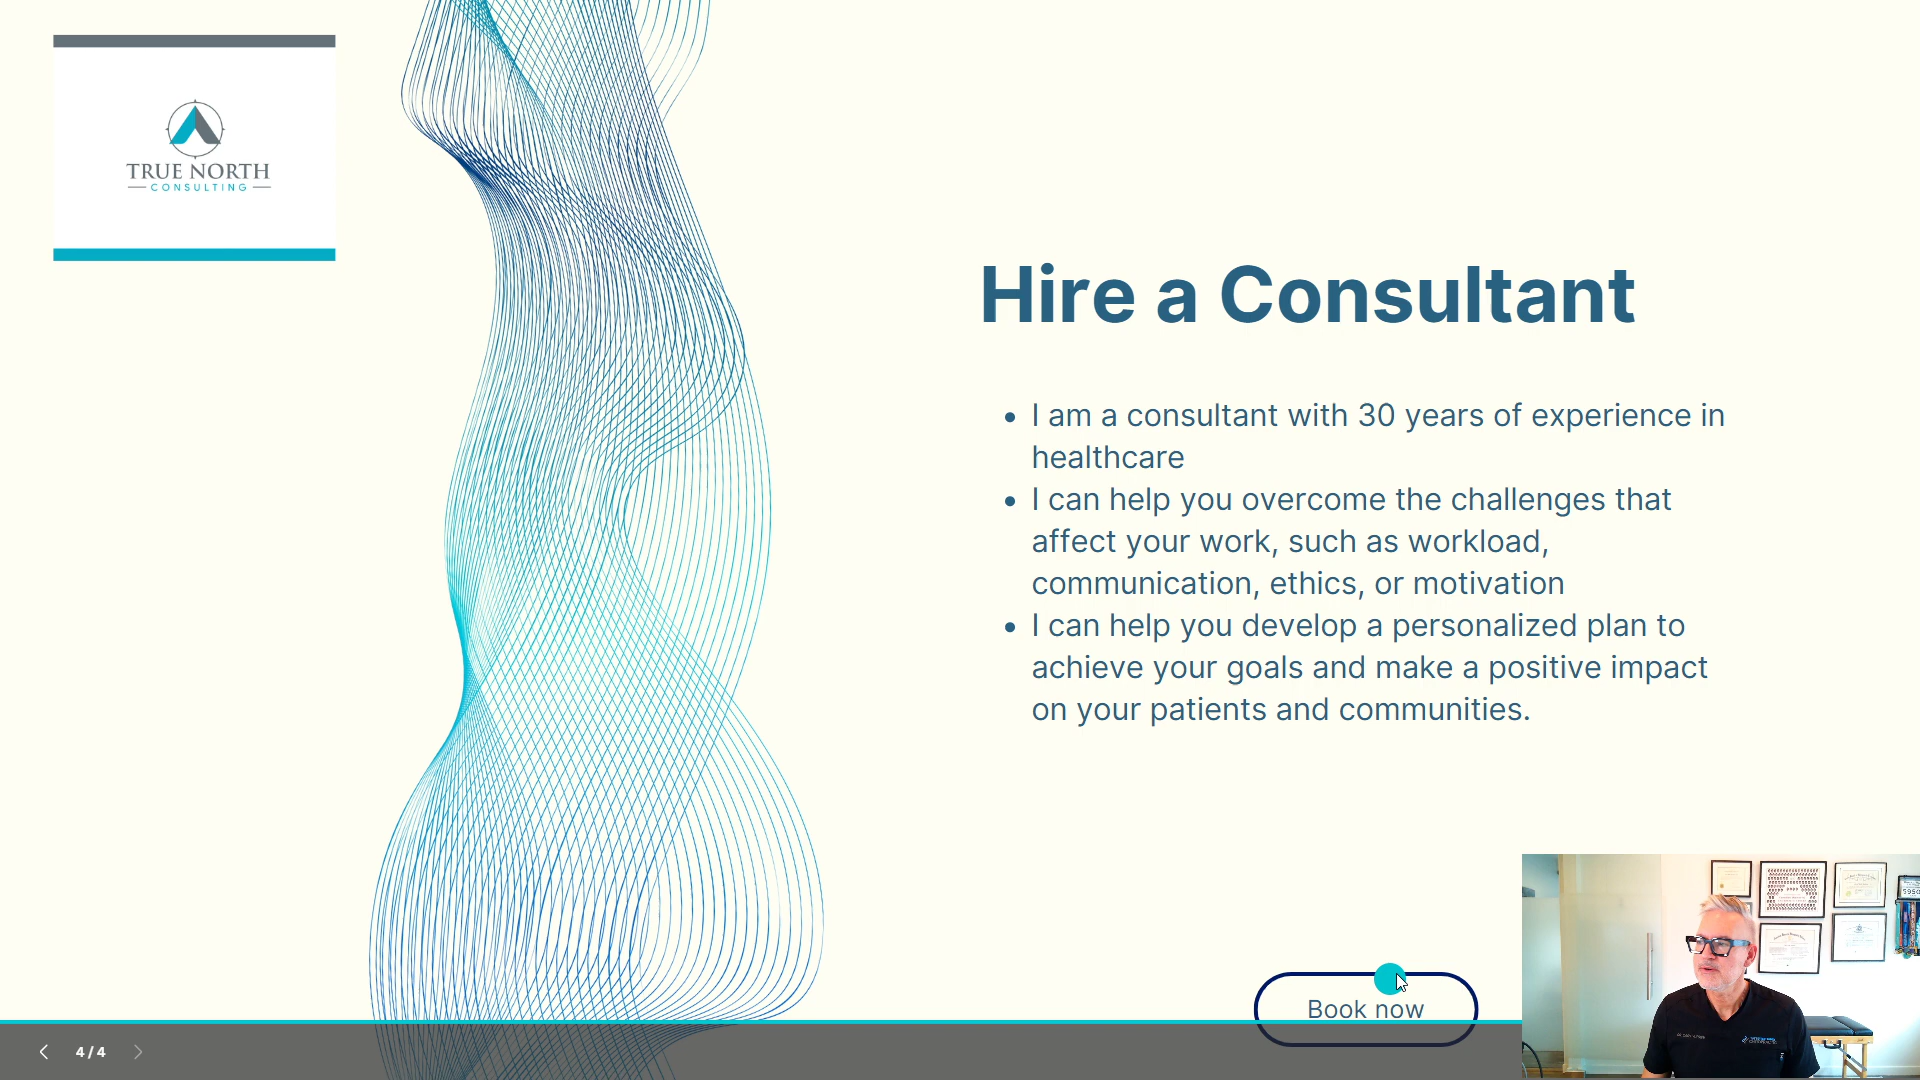 TRUE NORTH
CONSULTING
Hire a Consultant
• I am a consultant with 30 years of experience in
healthcare
• I can help you overcome the challenges that
affect your work, such as workload,
communication, ethics, or motivation
• I can help you develop a personalized plan to
achieve your goals and make a positive impact
on your patients and communities.
Book now
4 / 4